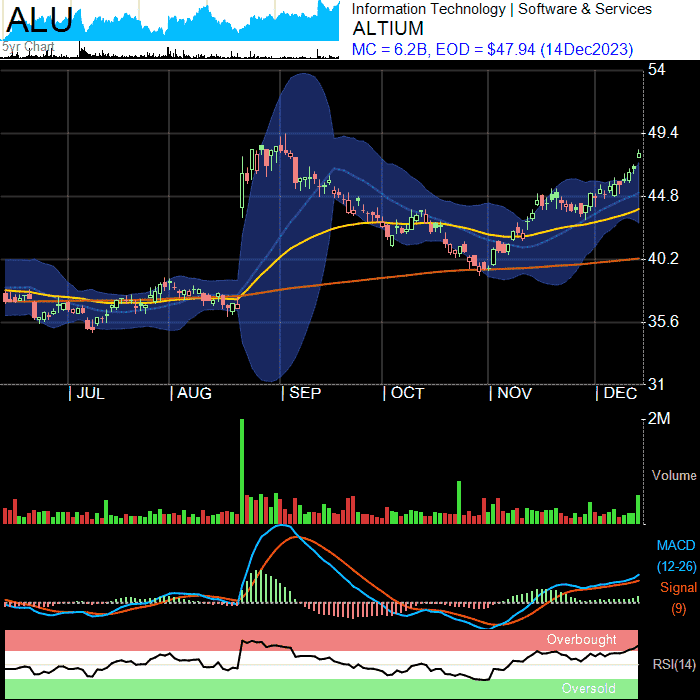 ALU
5yr Chart
Information Technology | Software & Services
ALTIUM
MC = 6.2B, EOD = $47.94 (14Dec2023)
54
49.4
44.8
40.2
35.6
31
| JUL | AUG | SEP | OCT | NOV | DEC
2M
Volume
MACD
(12-26)
Signal
(9)
Overbought
RSI(14)
Oversold